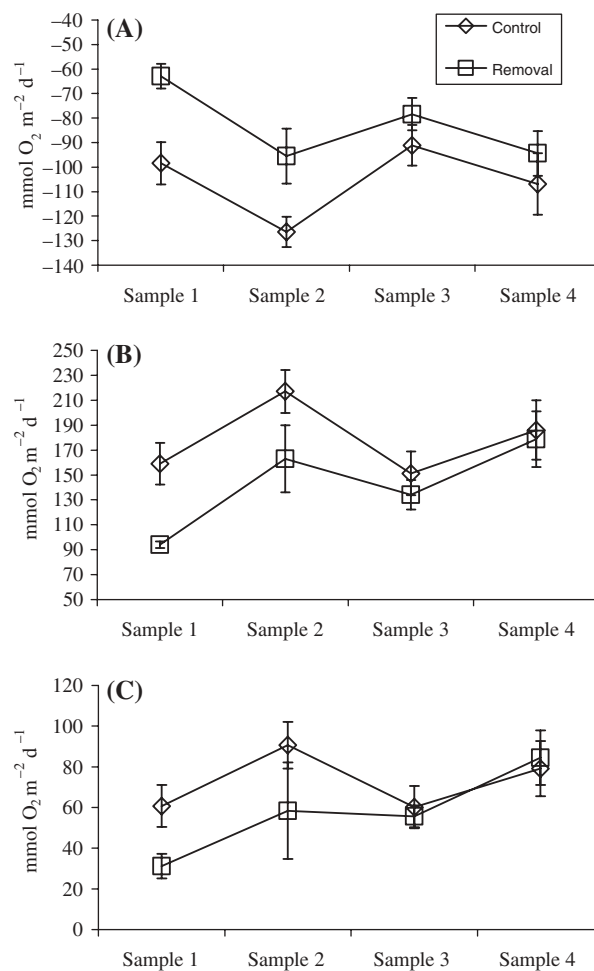 (A)
Control
Removal
mmol O₂ m⁻² d⁻¹
–40
–50
–60
–70
–80
–90
–100
–110
–120
–130
–140
Sample 1 Sample 2 Sample 3 Sample 4
(B)
mmol O₂ m⁻² d⁻¹
250
230
210
190
170
150
130
110
90
70
50
Sample 1 Sample 2 Sample 3 Sample 4
(C)
mmol O₂ m⁻² d⁻¹
120
100
80
60
40
20
0
Sample 1 Sample 2 Sample 3 Sample 4